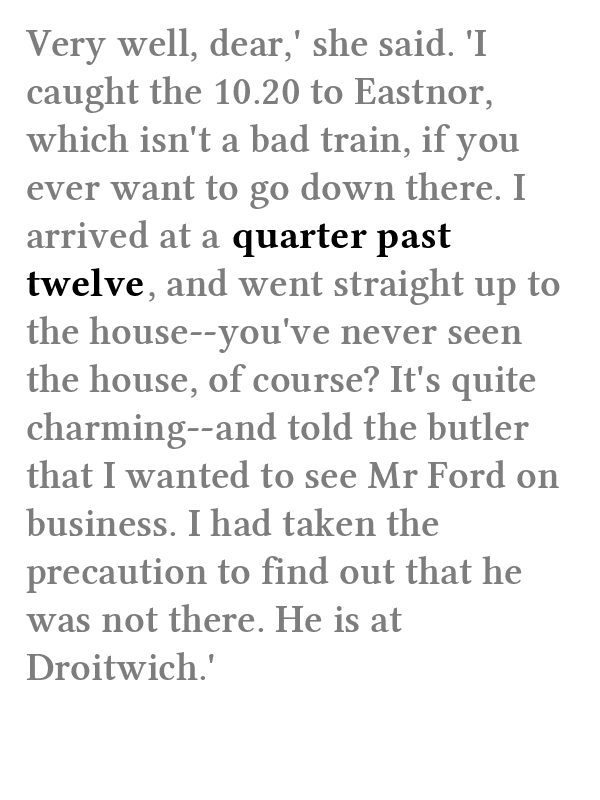 Very well, dear,' she said. 'I
caught the 10.20 to Eastnor,
which isn't a bad train, if you
ever want to go down there. I
arrived at a quarter past
twelve, and went straight up to
the house--you've never seen
the house, of course? It's quite
charming--and told the butler
that I wanted to see Mr Ford on
business. I had taken the
precaution to find out that he
was not there. He is at
Droitwich.'